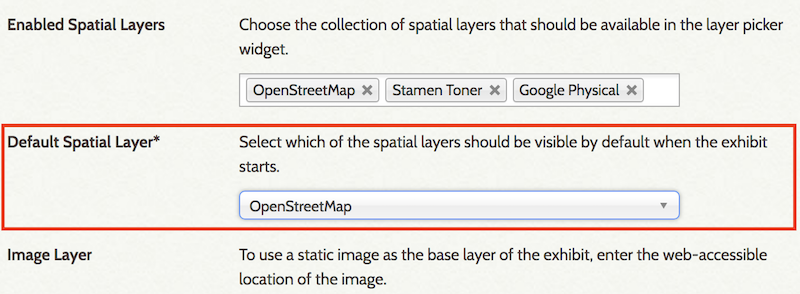 Enabled Spatial Layers
Choose the collection of spatial layers that should be available in the layer picker
widget.
OpenStreetMap Stamen Toner Google Physical
Default Spatial Layer*
Select which of the spatial layers should be visible by default when the exhibit
starts.
OpenStreetMap
Image Layer
To use a static image as the base layer of the exhibit, enter the web-accessible
location of the image.